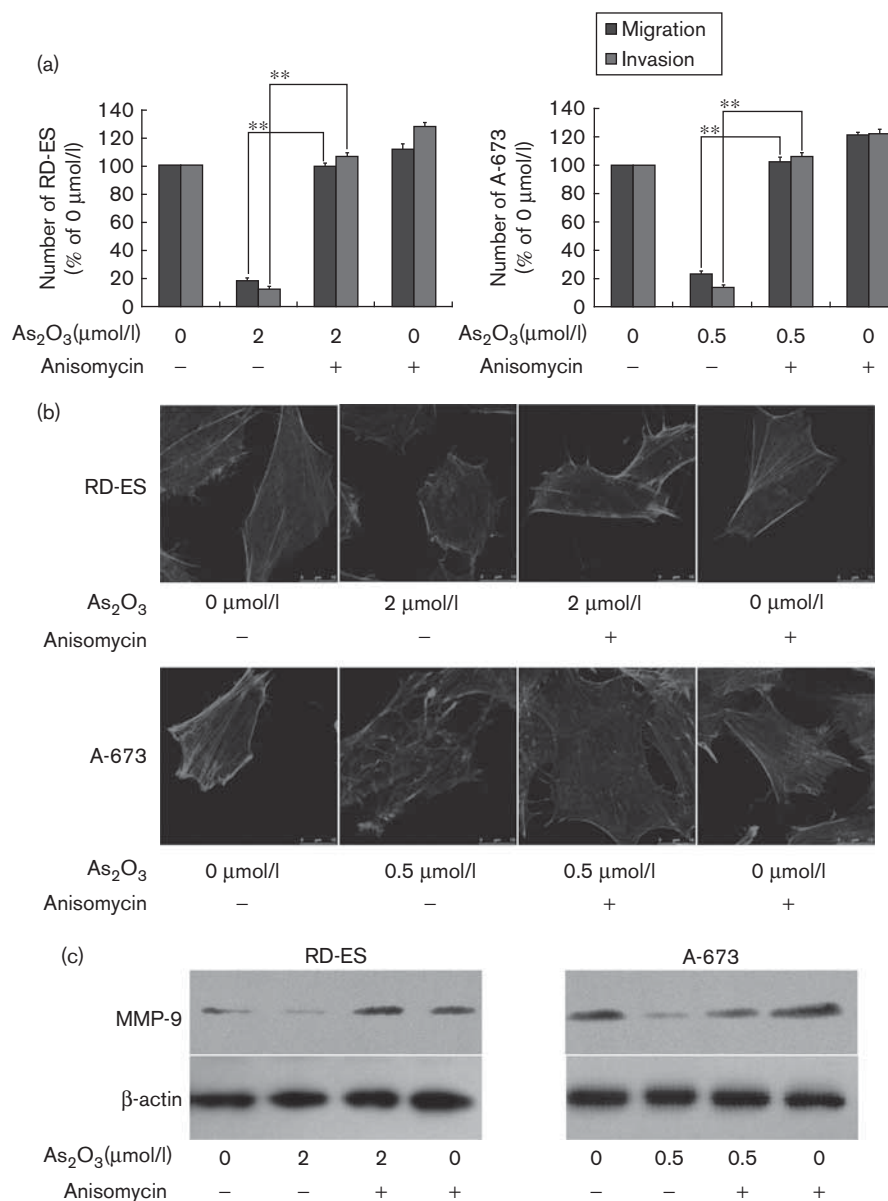 (a)
Migration
Invasion
Number of RD-ES
(% of 0 μmol/l)
140
120
100
80
60
40
20
0
** **
As₂O₃(μmol/l) 0 2 2 0
Anisomycin − − + +
Number of A-673
(% of 0 μmol/l)
140
120
100
80
60
40
20
0
** **
As₂O₃(μmol/l) 0 0.5 0.5 0
Anisomycin − − + +
(b)
RD-ES
As₂O₃ 0 μmol/l 2 μmol/l 2 μmol/l 0 μmol/l
Anisomycin − − + +
A-673
As₂O₃ 0 μmol/l 0.5 μmol/l 0.5 μmol/l 0 μmol/l
Anisomycin − − + +
(c)
RD-ES A-673
MMP-9
β-actin
As₂O₃(μmol/l) 0 2 2 0 0 0.5 0.5 0
Anisomycin − − + + − − + +